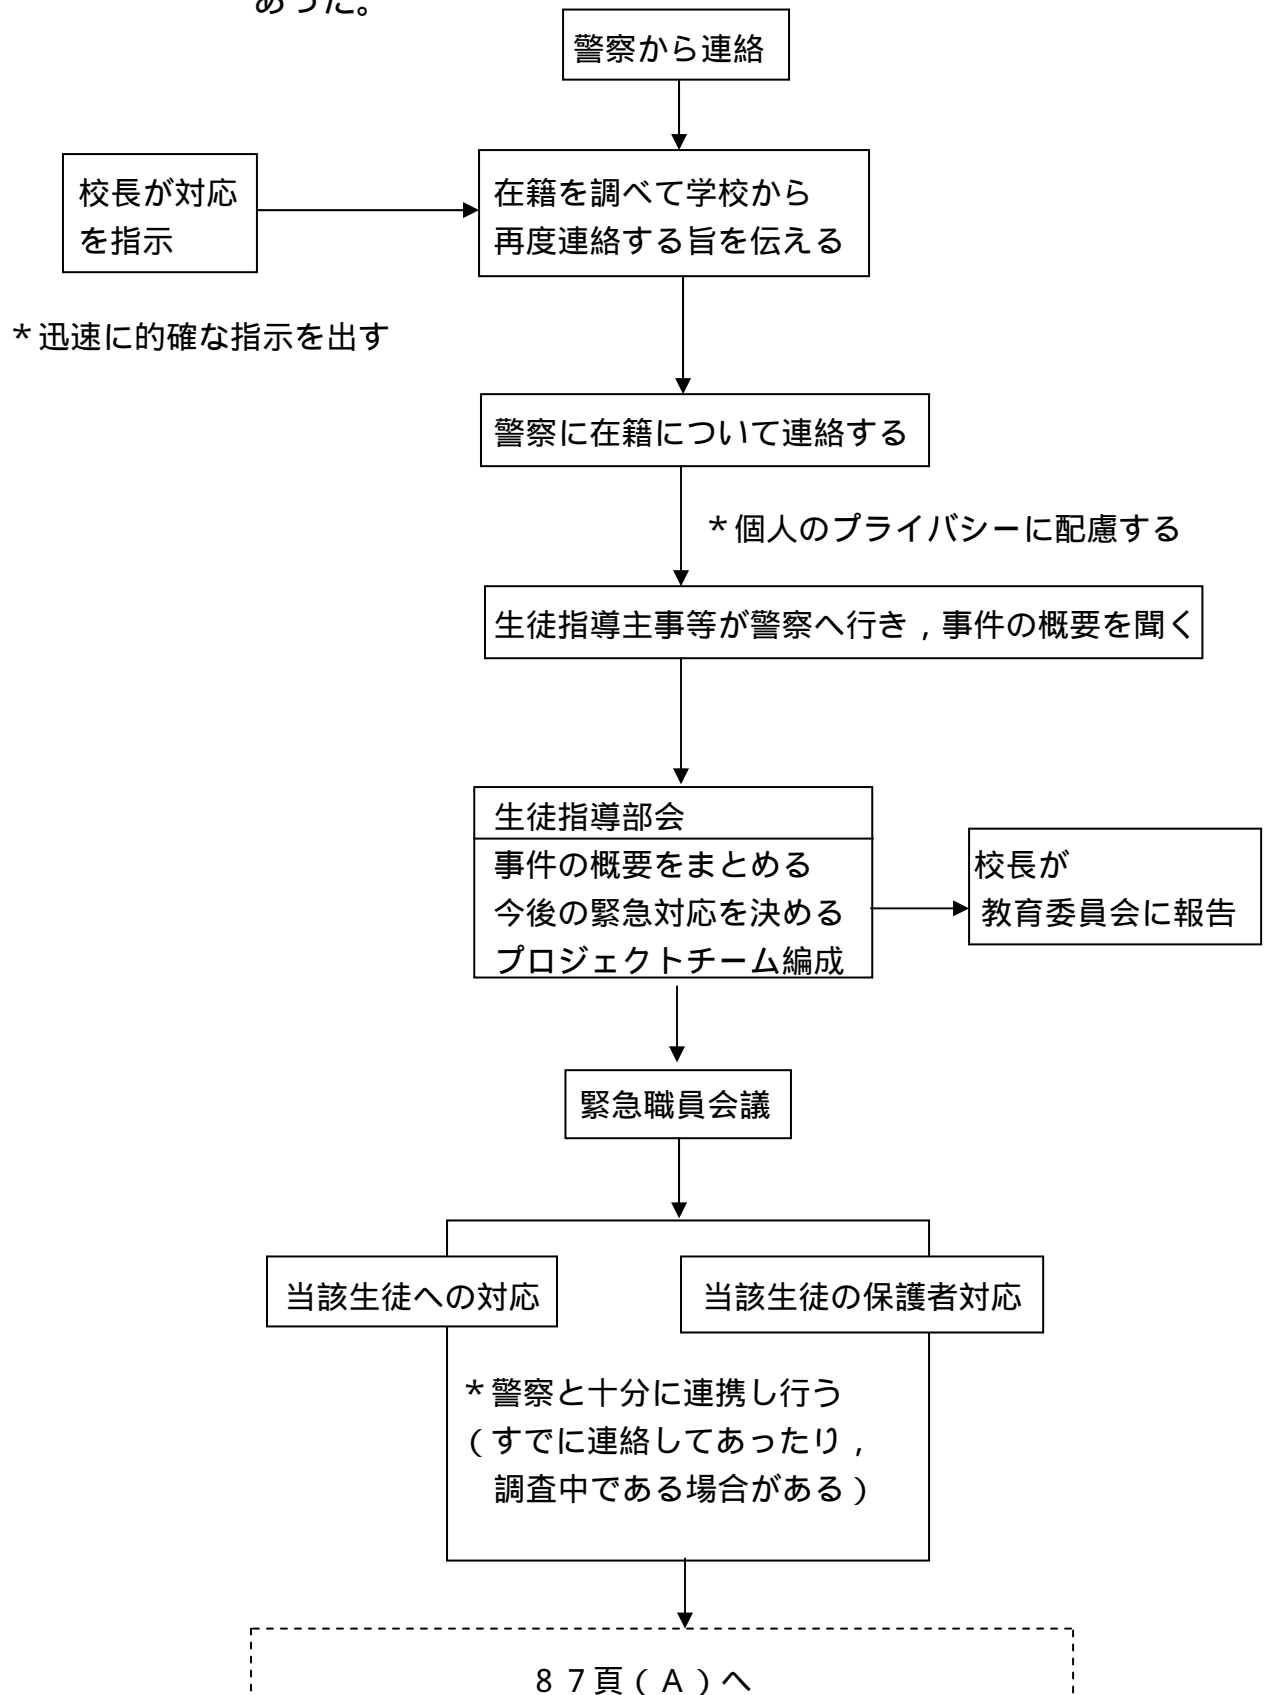 あった。
警察から連絡
校長が対応
を指示
在籍を調べて学校から
再度連絡する旨を伝える
*迅速に的確な指示を出す
警察に在籍について連絡する
*個人のプライバシーに配慮する
生徒指導主事等が警察へ行き，事件の概要を聞く
生徒指導部会
事件の概要をまとめる
今後の緊急対応を決める
プロジェクトチーム編成
校長が
教育委員会に報告
緊急職員会議
当該生徒への対応
当該生徒の保護者対応
*警察と十分に連携し行う
（すでに連絡してあったり，
調査中である場合がある）
８７頁（Ａ）へ